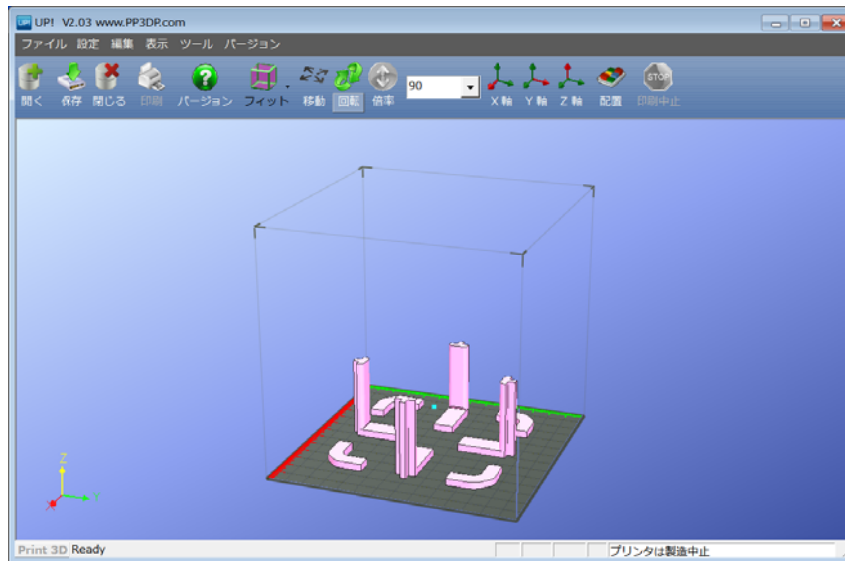 UP! V2.03 www.PP3DP.com
ファイル 設定 編集 表示 ツール バージョン
開く 保存 閉じる 印刷 バージョン フィット 移動 回転 倍率 90 X軸 Y軸 Z軸 配置 STOP 印刷中止
Z
Y
Print 3D Ready プリンタは製造中止